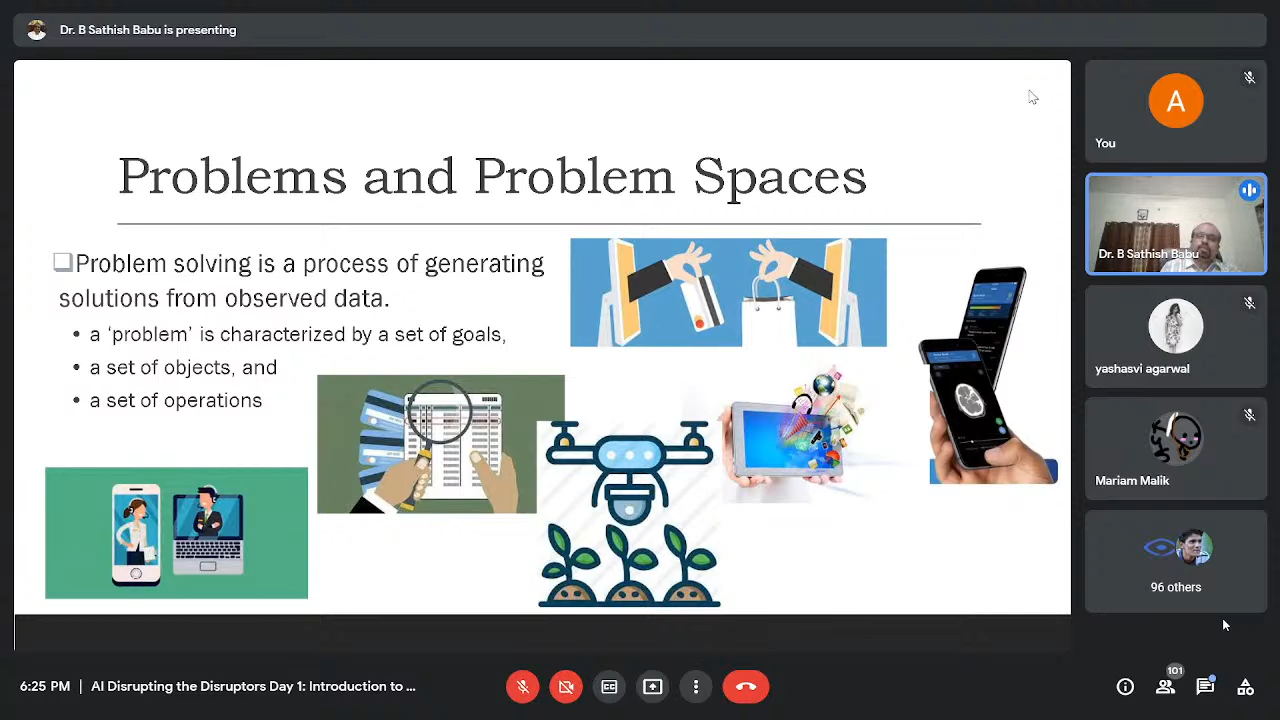 Dr. B Sathish Babu is presenting
Problems and Problem Spaces
Problem solving is a process of generating
solutions from observed data.
• a ‘problem’ is characterized by a set of goals,
• a set of objects, and
• a set of operations
A
You
Dr. B Sathish Babu
yashasvi agarwal
Mariam Malik
96 others
6:25 PM | AI Disrupting the Disruptors Day 1: Introduction to ...
CC
101